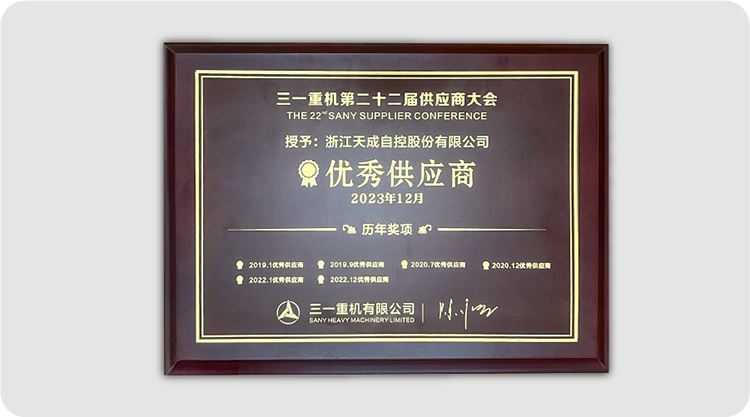 三一重机第二十二届供应商大会
THE 22nd SANY SUPPLIER CONFERENCE
授予：浙江天成自控股份有限公司
优秀供应商
2023年12月
历年奖项
2019.1优秀供应商 2019.9优秀供应商 2020.7优秀供应商 2020.12优秀供应商
2022.1优秀供应商 2022.12优秀供应商
三一重机有限公司
SANY HEAVY MACHINERY LIMITED